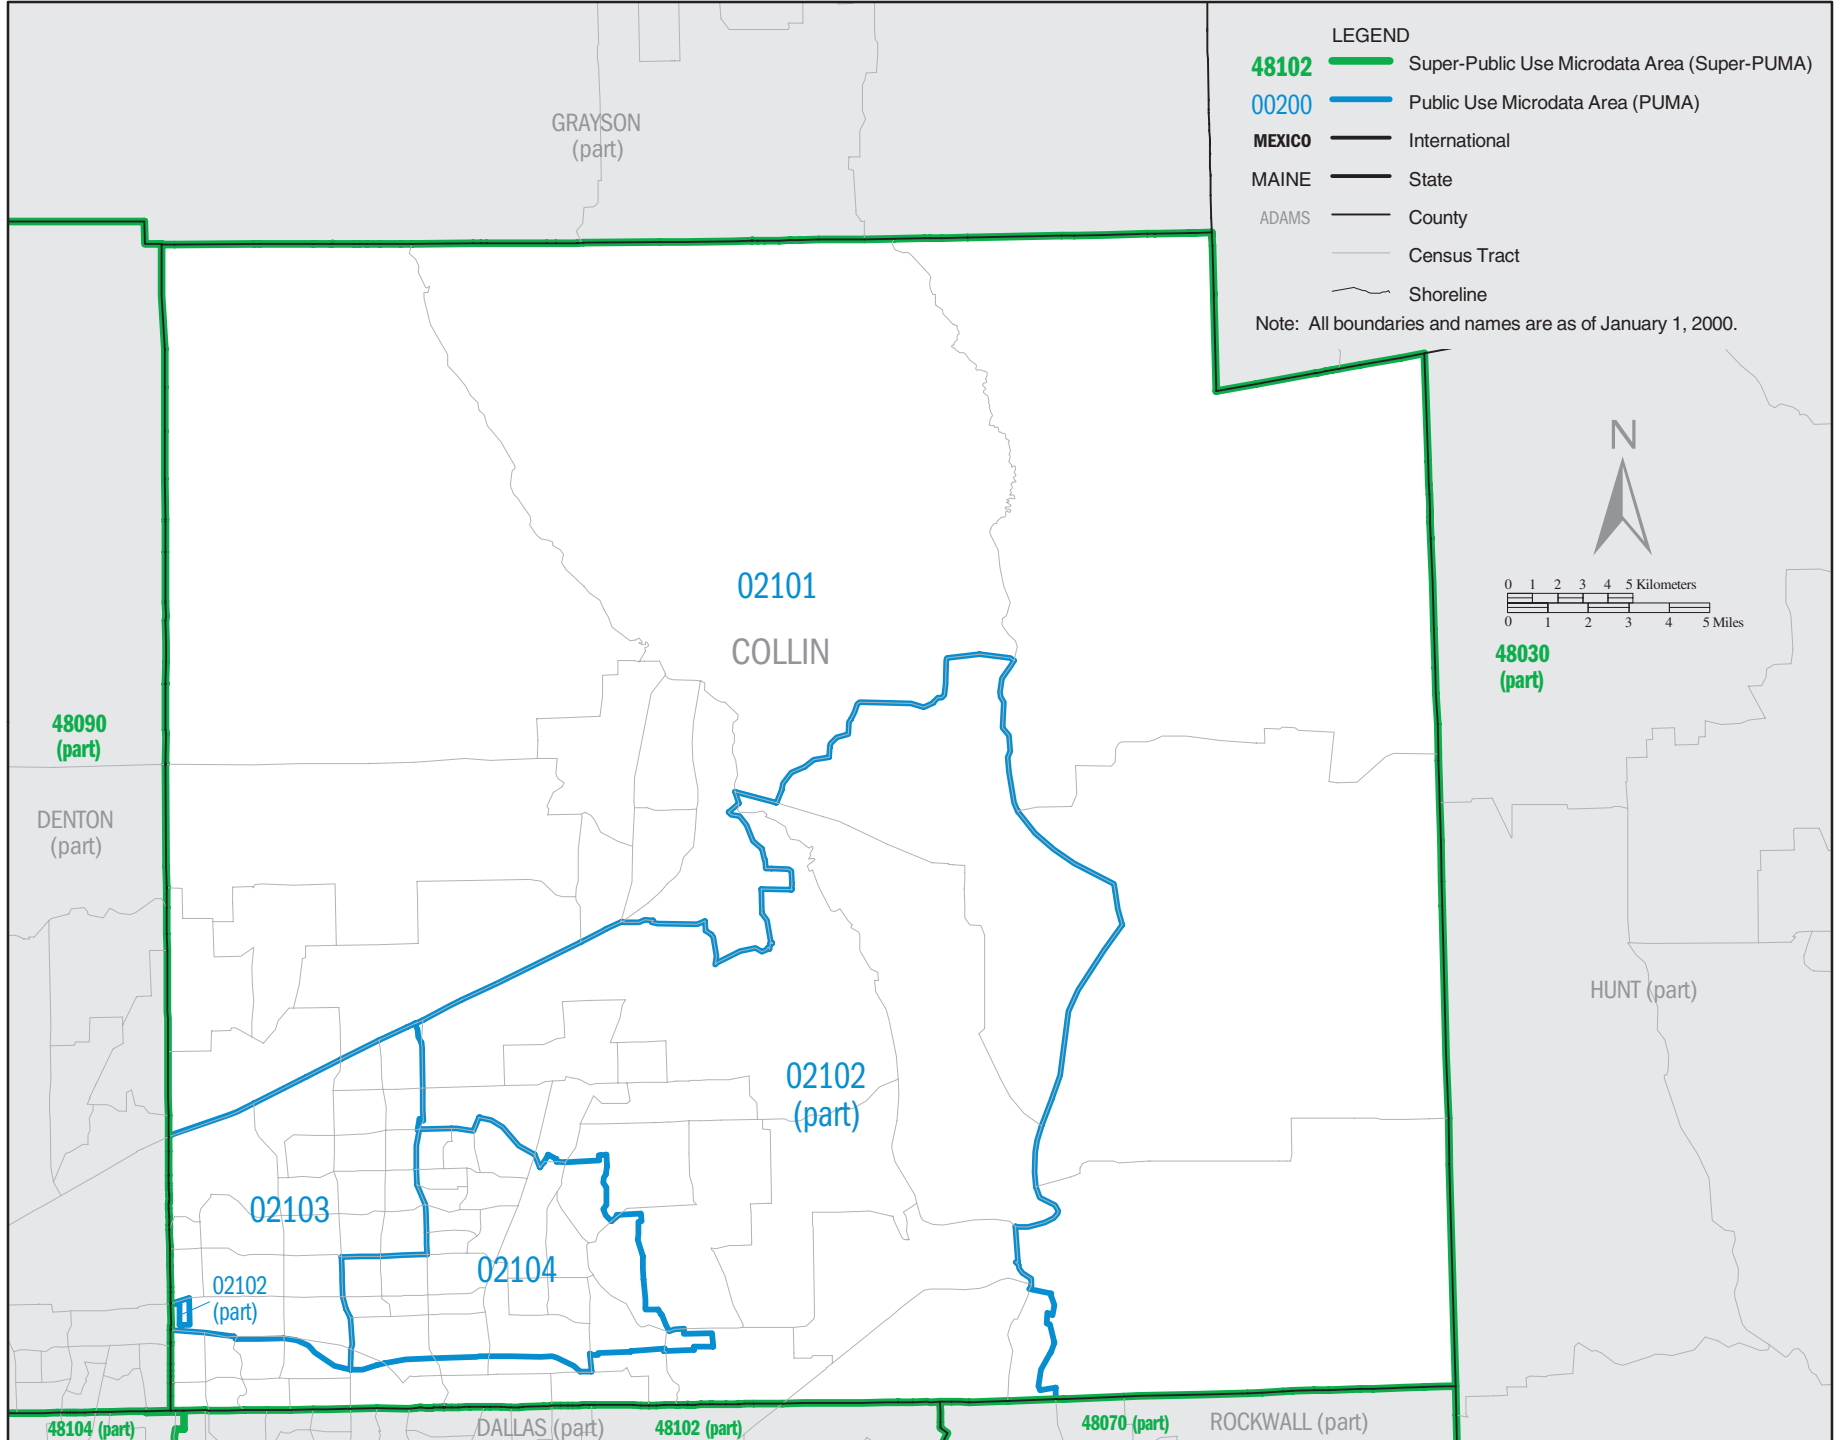 LEGEND
48102 Super-Public Use Microdata Area (Super-PUMA)
00200 Public Use Microdata Area (PUMA)
MEXICO International
MAINE State
ADAMS County
Census Tract
Shoreline
Note: All boundaries and names are as of January 1, 2000.
GRAYSON
(part)
N
0 1 2 3 4 5 Kilometers
0 1 2 3 4 5 Miles
48030
(part)
02101
COLLIN
48090
(part)
DENTON
(part)
HUNT (part)
02102
(part)
02103
02104
02102
(part)
48104 (part)
DALLAS (part)
48102 (part)
48070 (part)
ROCKWALL (part)